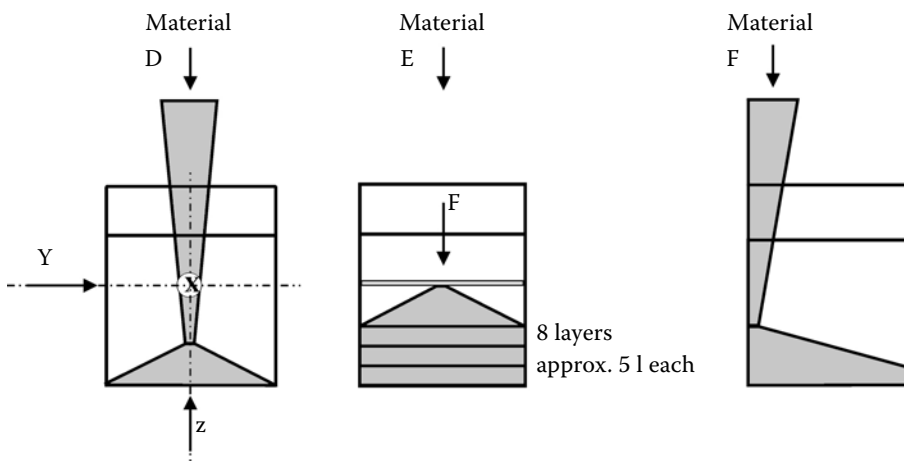 Material
D
Material
E
Material
F
F
Y
X
8 layers
approx. 5 l each
z